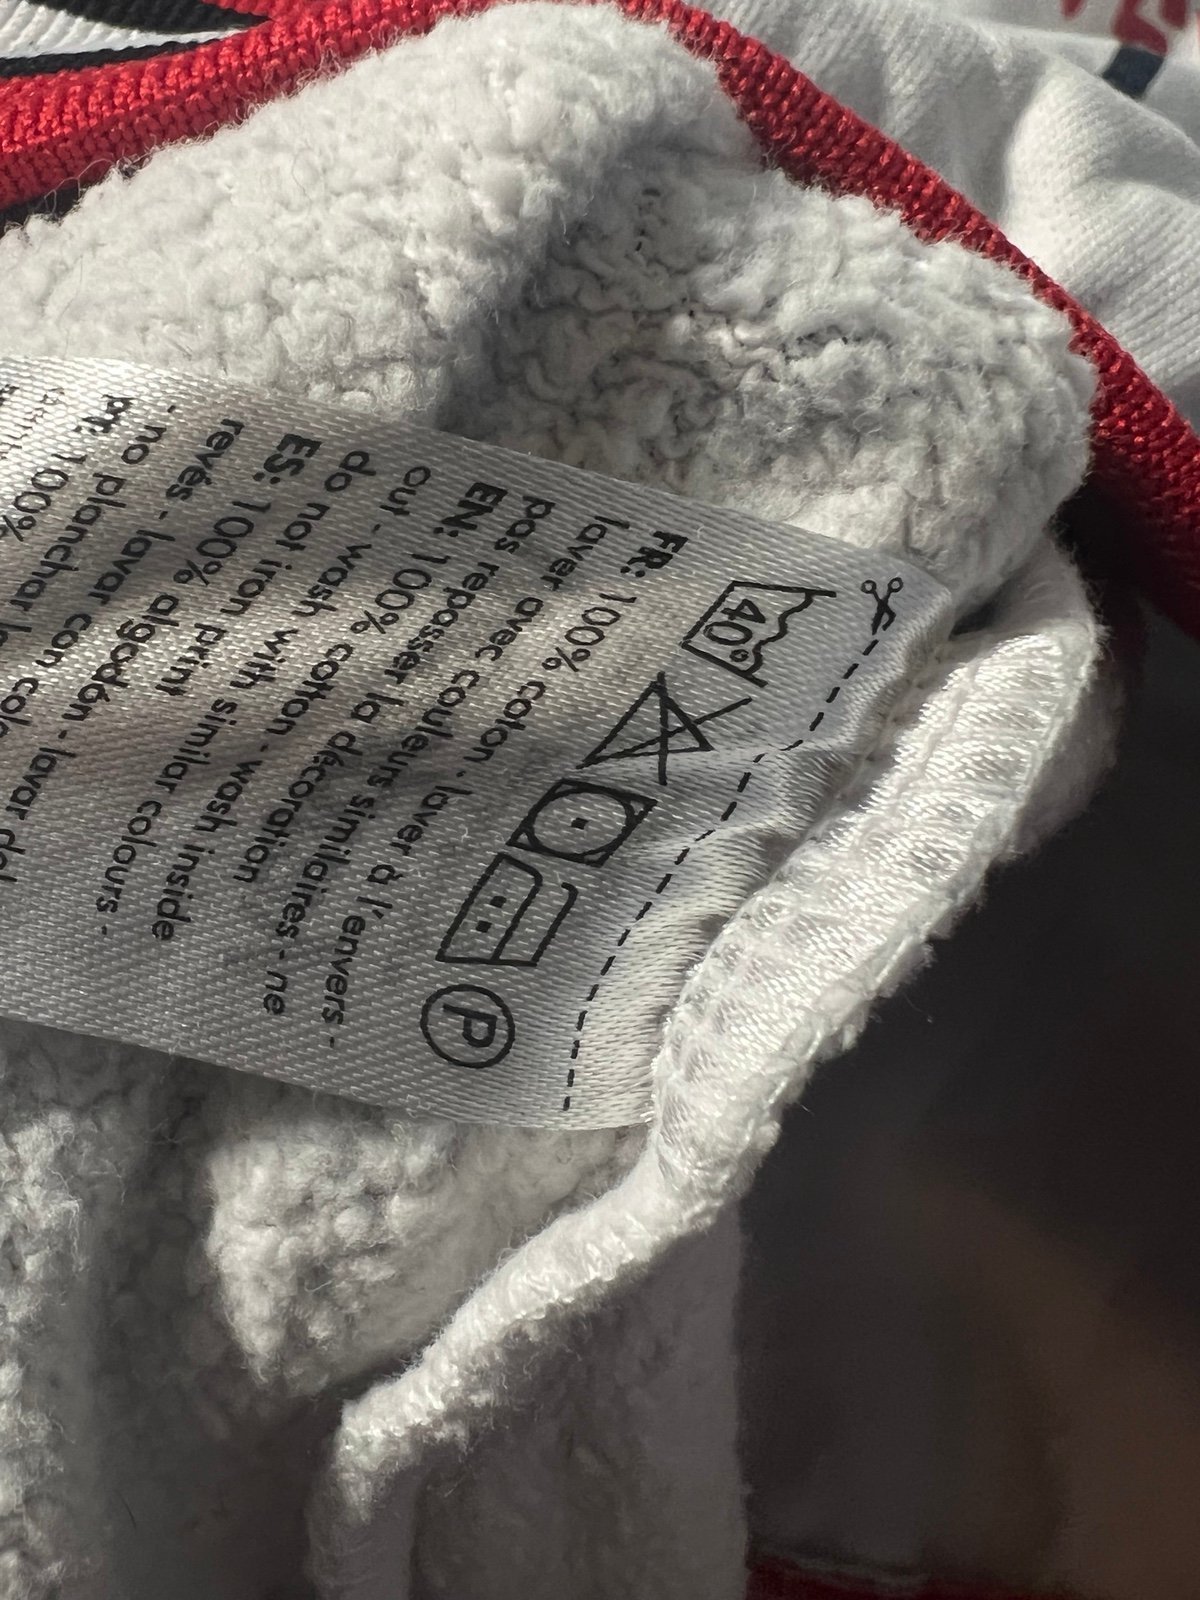 40°
P
FR: 100% coton . laver à l'envers -
laver avec couleurs similaires - ne
pas repasser la décoration
EN: 100% cotton - wash inside
out - wash with similar colours -
do not iron print
ES: 100% algodón - lavar del
revés - lavar con
- no planchar
PT: 100%